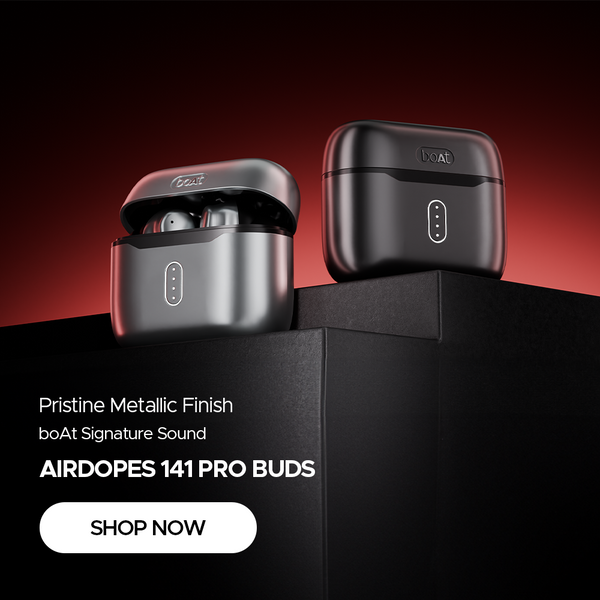 boAt
boAt
Pristine Metallic Finish
boAt Signature Sound
AIRDOPES 141 PRO BUDS
SHOP NOW